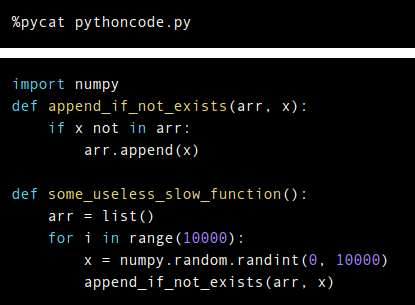 %pycat pythoncode.py
import numpy
def append_if_not_exists(arr, x):
    if x not in arr:
        arr.append(x)

def some_useless_slow_function():
    arr = list()
    for i in range(10000):
        x = numpy.random.randint(0, 10000)
        append_if_not_exists(arr, x)